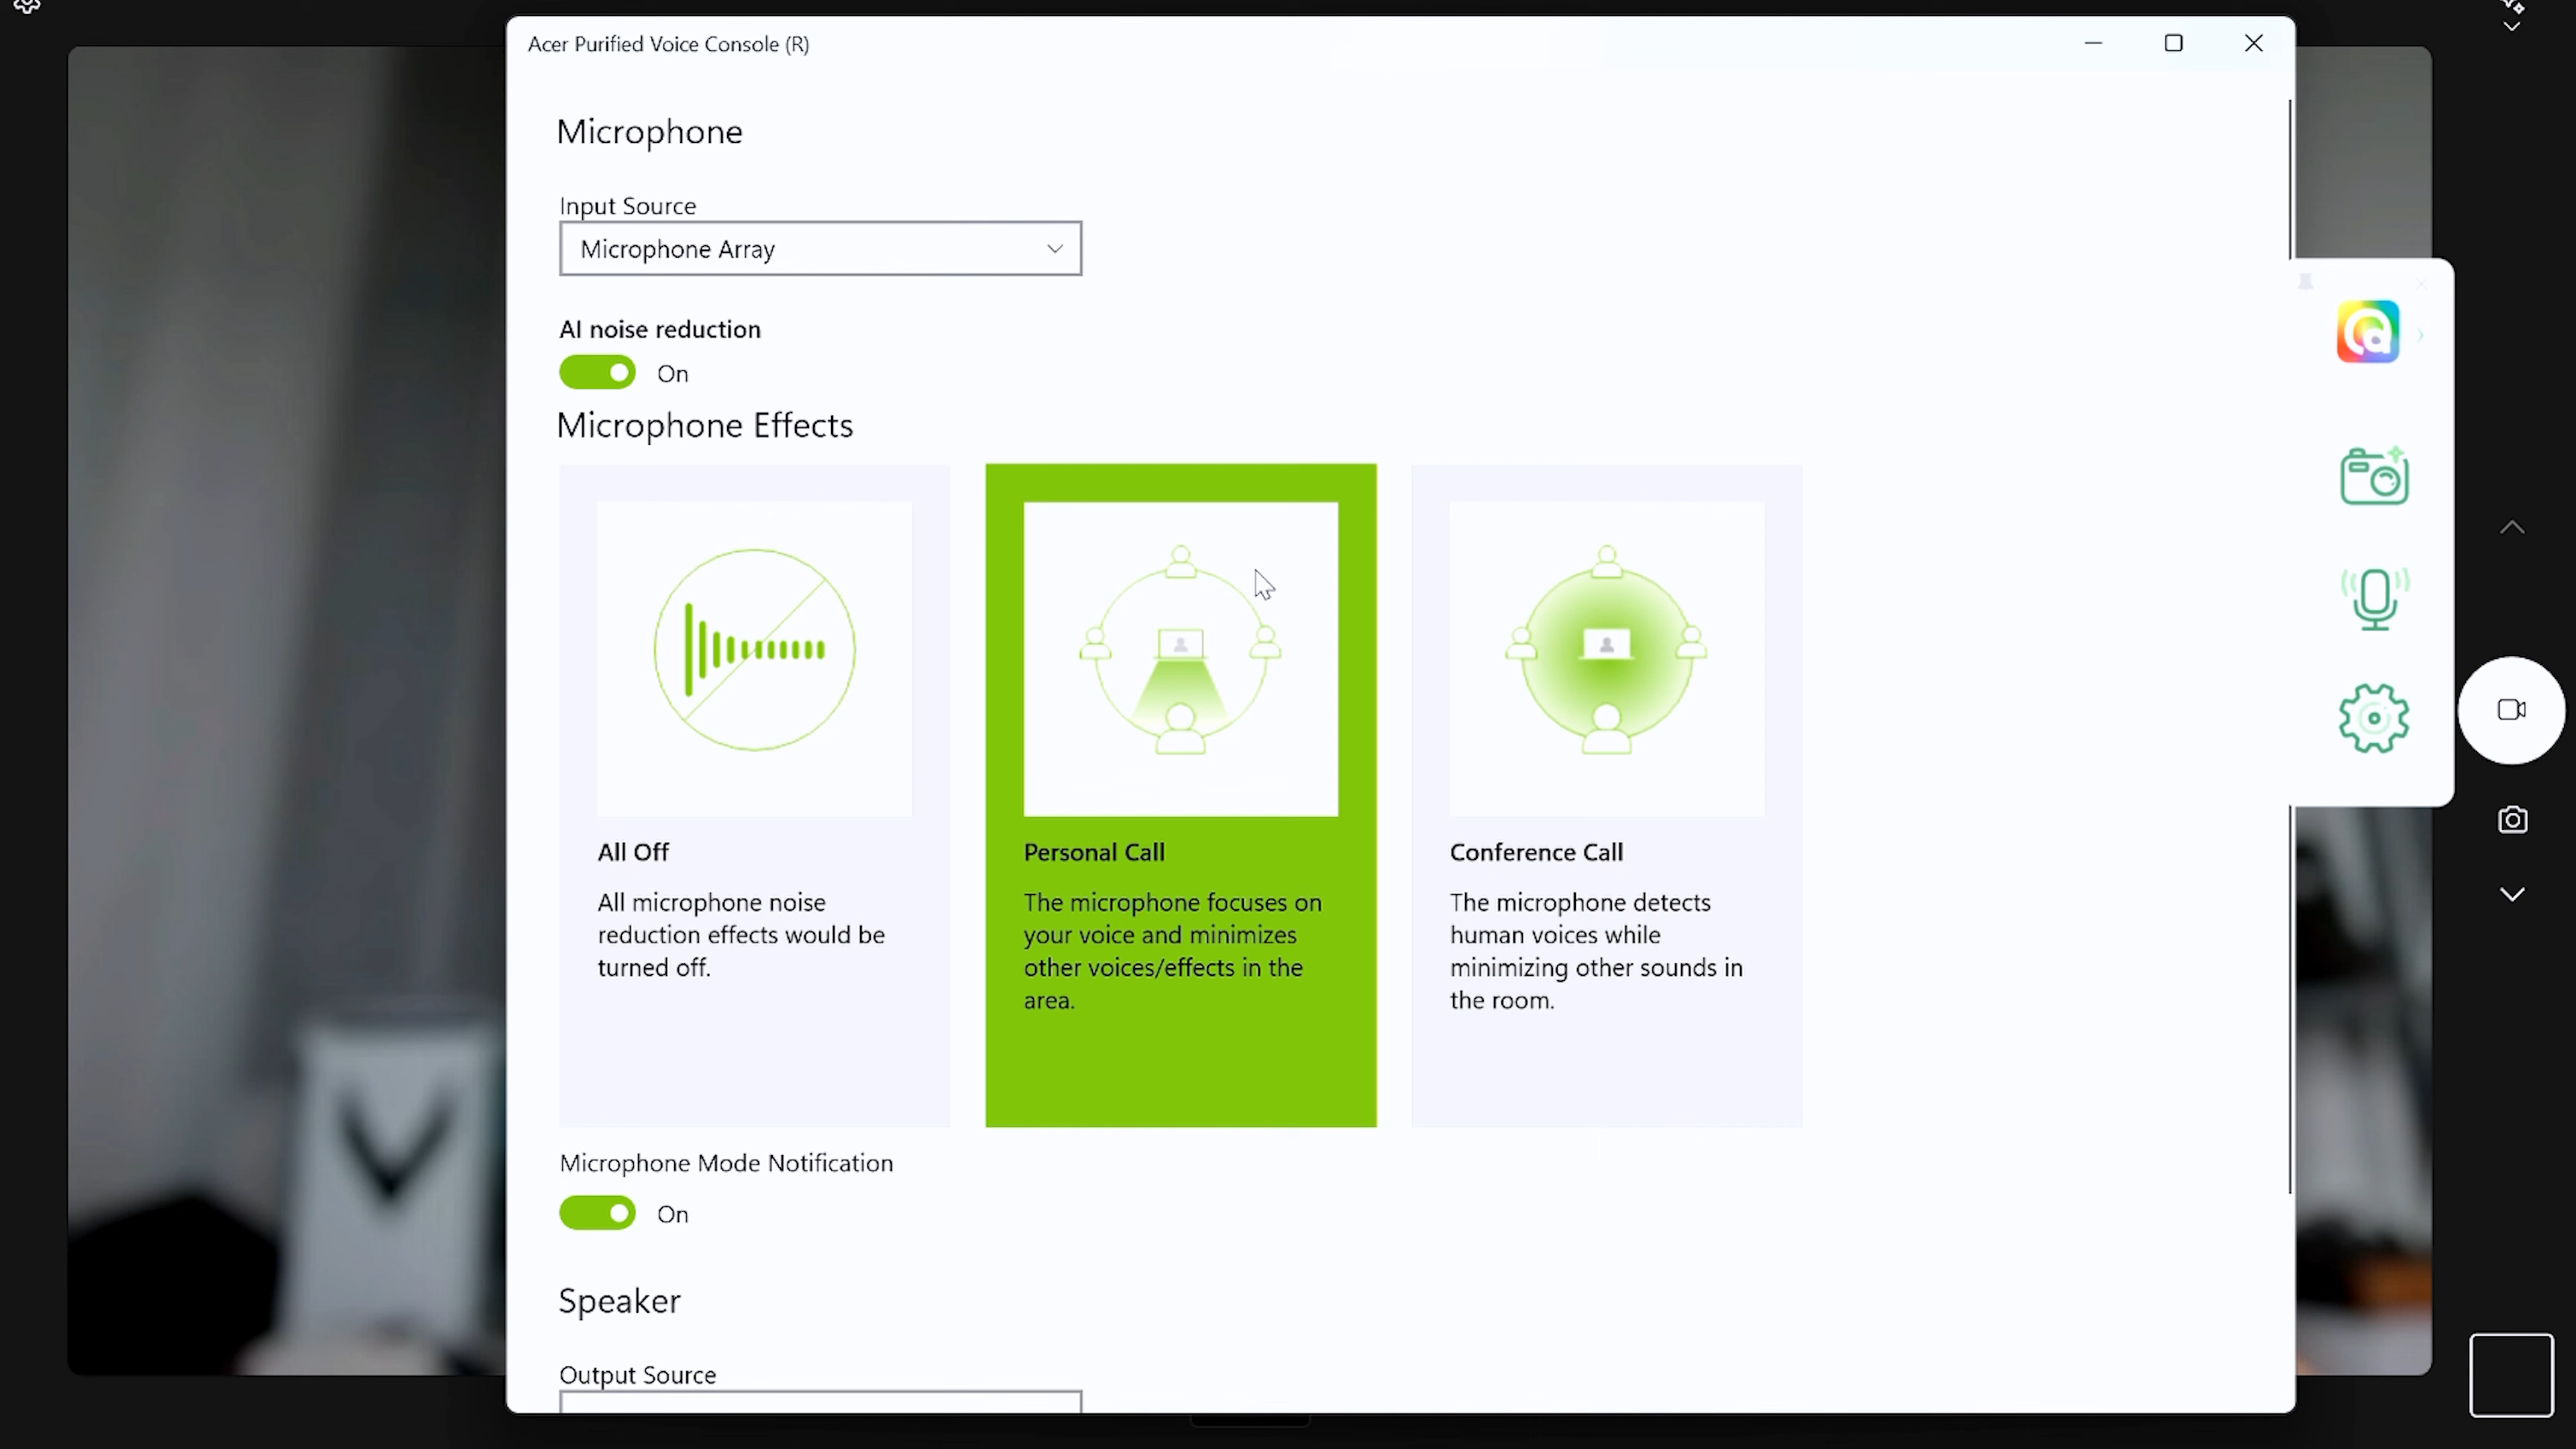 Acer Purified Voice Console (R)
Microphone
Input Source
Microphone Array
AI noise reduction
On
Microphone Effects
All Off
All microphone noise
reduction effects would be
turned off.
Personal Call
The microphone focuses on
your voice and minimizes
other voices/effects in the
area.
Conference Call
The microphone detects
human voices while
minimizing other sounds in
the room.
Microphone Mode Notification
On
Speaker
Output Source